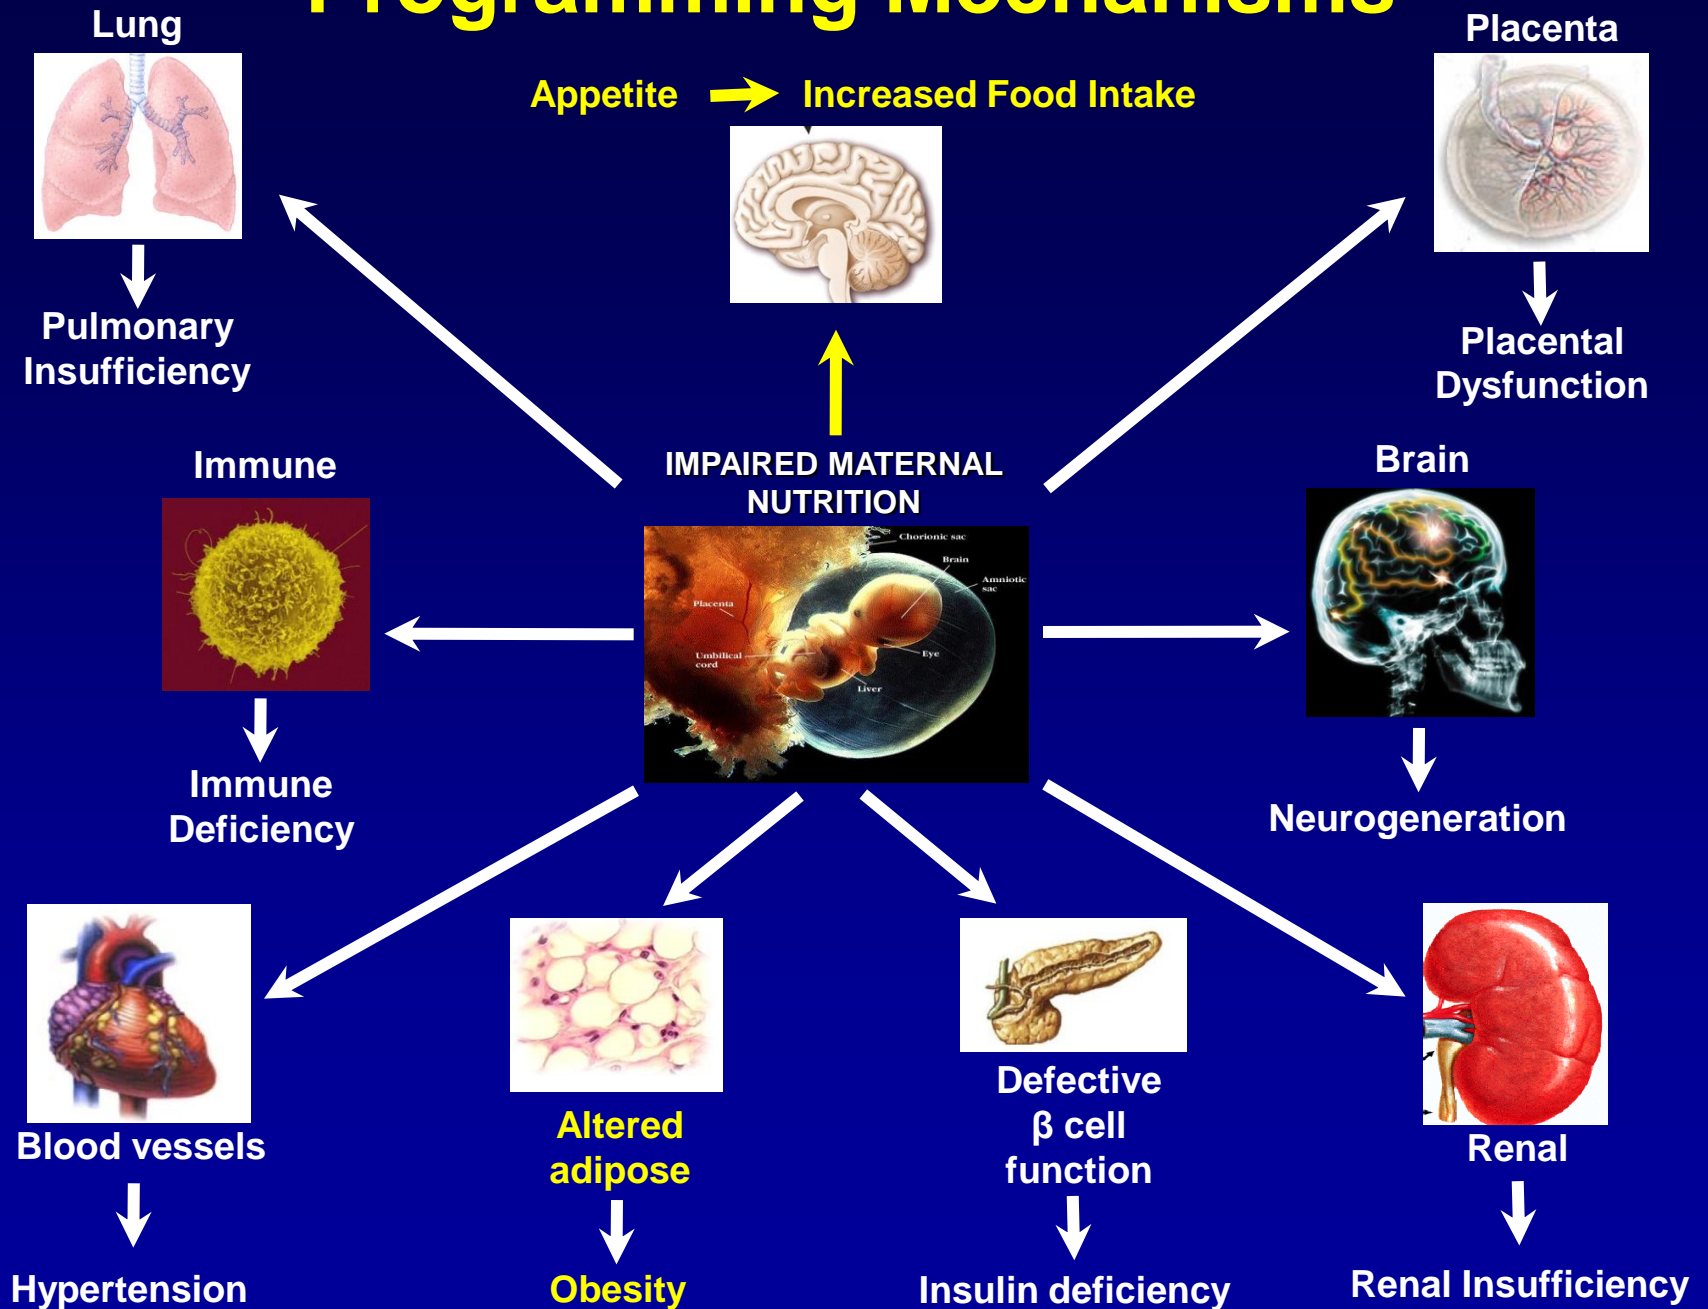 Programming Mechanisms
Lung
Placenta
Appetite
Increased Food Intake
Pulmonary
Insufficiency
Placental
Dysfunction
Immune
IMPAIRED MATERNAL
NUTRITION
Brain
Chorionic sac
Brain
Amniotic
sac
Placenta
Umbilical
cord
Eye
Liver
Immune
Deficiency
Neurogeneration
Blood vessels
Altered
adipose
Defective
β cell
function
Renal
Hypertension
Obesity
Insulin deficiency
Renal Insufficiency